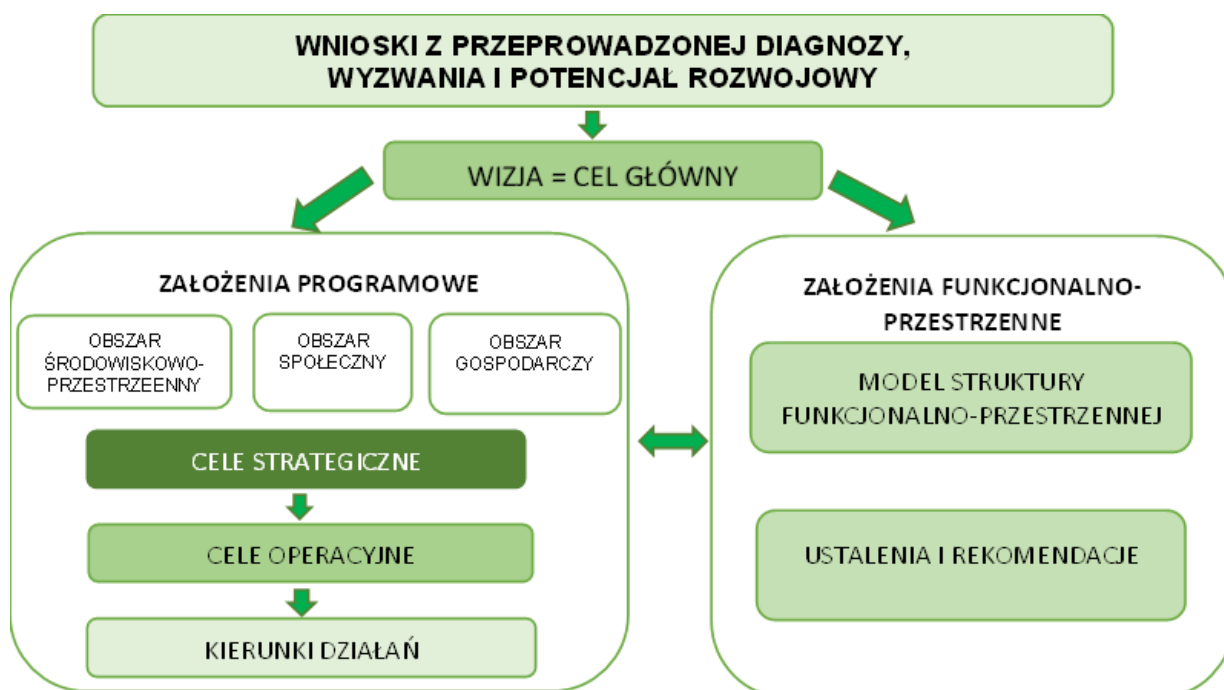 WNIOSKI Z PRZEPROWADZONEJ DIAGNOZY,
WYZWANIA I POTENCJAŁ ROZWOJOWY
WIZJA = CEL GŁÓWNY
ZAŁOŻENIA PROGRAMOWE
OBSZAR
ŚRODOWISKOWO-
PRZESTRZEENNY
OBSZAR
SPOŁECZNY
OBSZAR
GOSPODARCZY
CELE STRATEGICZNE
CELE OPERACYJNE
KIERUNKI DZIAŁAŃ
ZAŁOŻENIA FUNKCJONALNO-
PRZESTRZENNE
MODEL STRUKTURY
FUNKCJONALNO-PRZESTRZENNEJ
USTALENIA I REKOMENDACJE